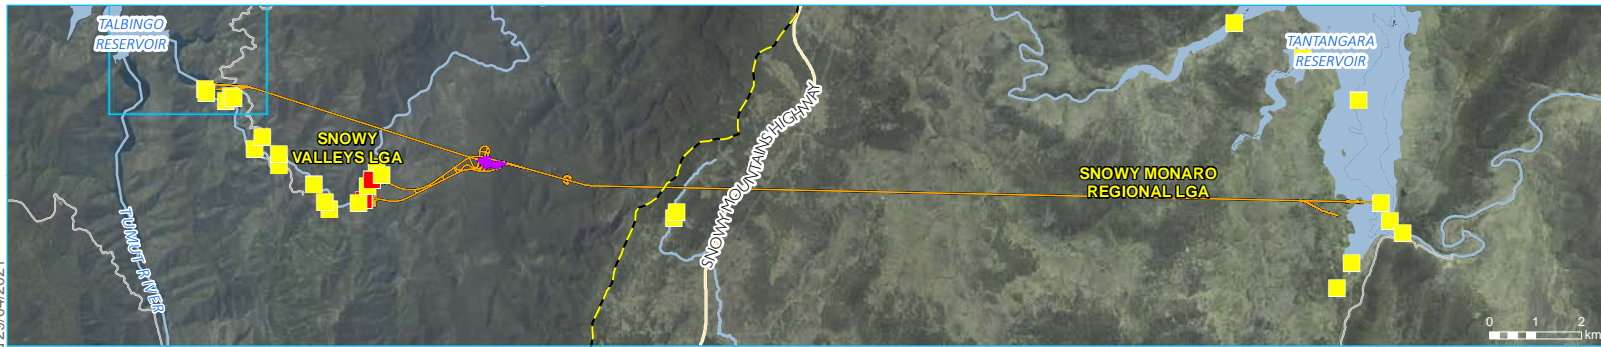 TALBINGO
RESERVOIR
TANTANGARA
RESERVOIR
SNOWY
VALLEYS LGA
SNOWY MOUNTAINS HIGHWAY
SNOWY MONARO
REGIONAL LGA
TUMUT RIVER
0 1 2
km